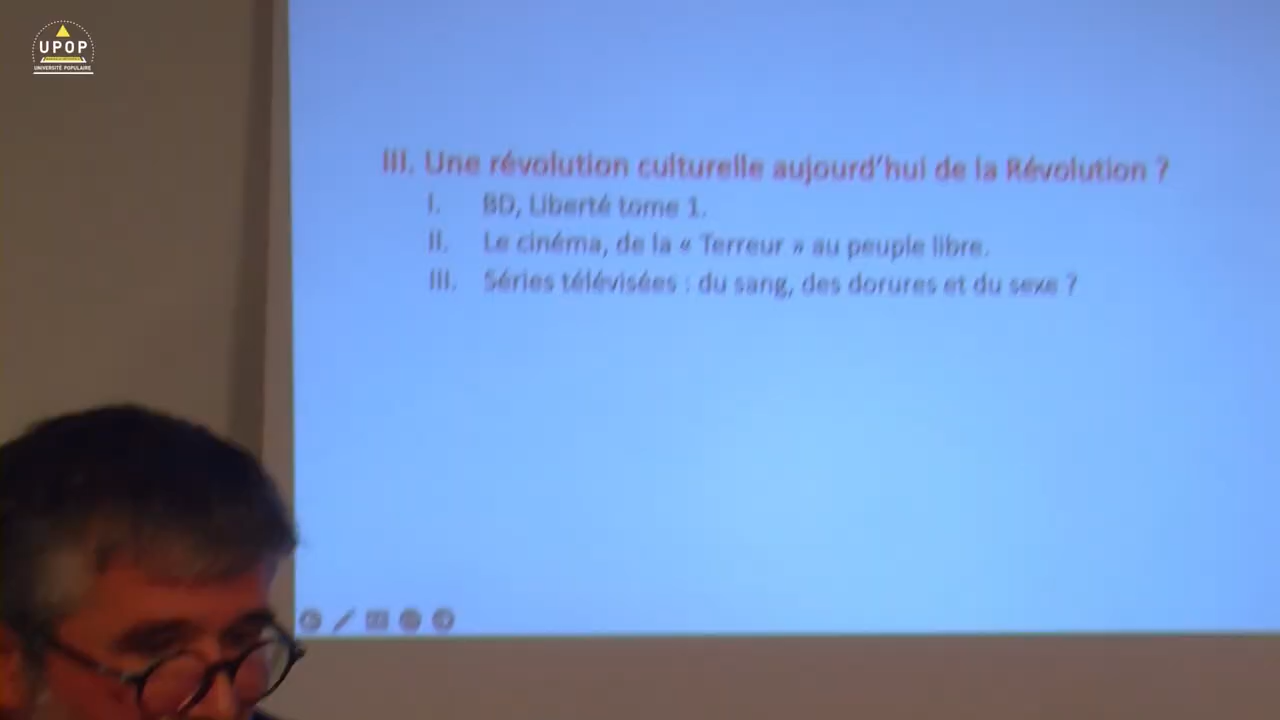 UPOP
UNIVERSITÉ POPULAIRE
III. Une révolution culturelle aujourd'hui de la Révolution ?
I. BD, Liberté tome 1.
II. Le cinéma, de la « Terreur » au peuple libre.
III. Séries télévisées : du sang, des dorures et du sexe ?